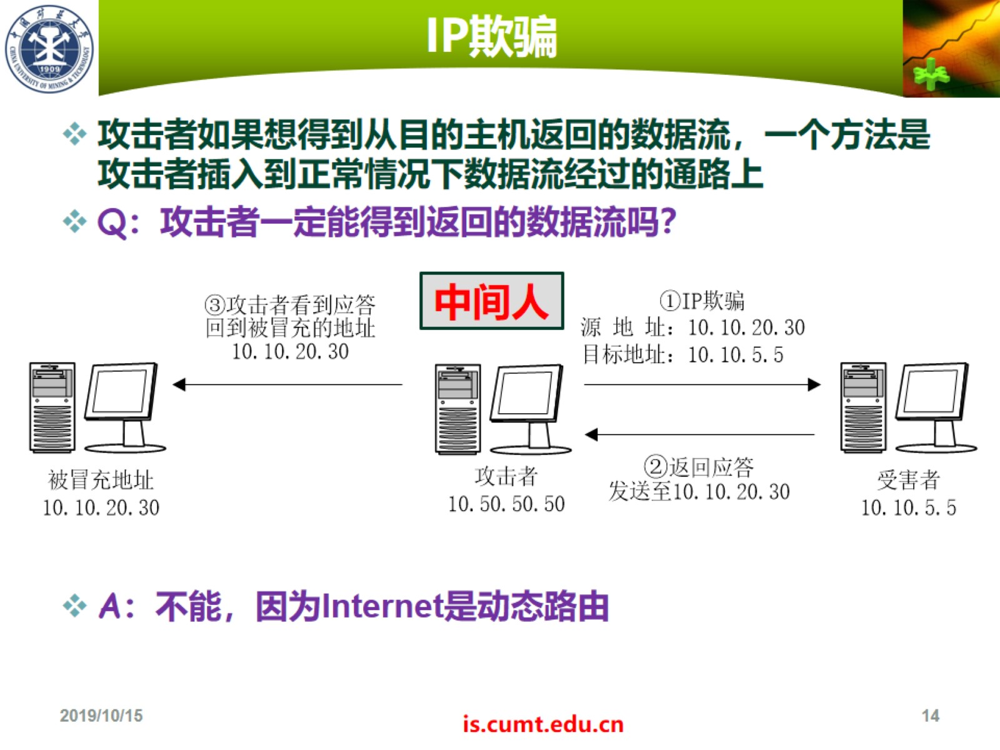 IP欺骗
中国矿业大学
CHINA UNIVERSITY OF MINING & TECHNOLOGY
1909
攻击者如果想得到从目的主机返回的数据流，一个方法是
攻击者插入到正常情况下数据流经过的通路上
Q：攻击者一定能得到返回的数据流吗？
中间人
③攻击者看到应答
回到被冒充的地址
10.10.20.30
①IP欺骗
源 地 址：10.10.20.30
目标地址：10.10.5.5
②返回应答
发送至10.10.20.30
被冒充地址
10.10.20.30
攻击者
10.50.50.50
受害者
10.10.5.5
A：不能，因为Internet是动态路由
2019/10/15
is.cumt.edu.cn
14